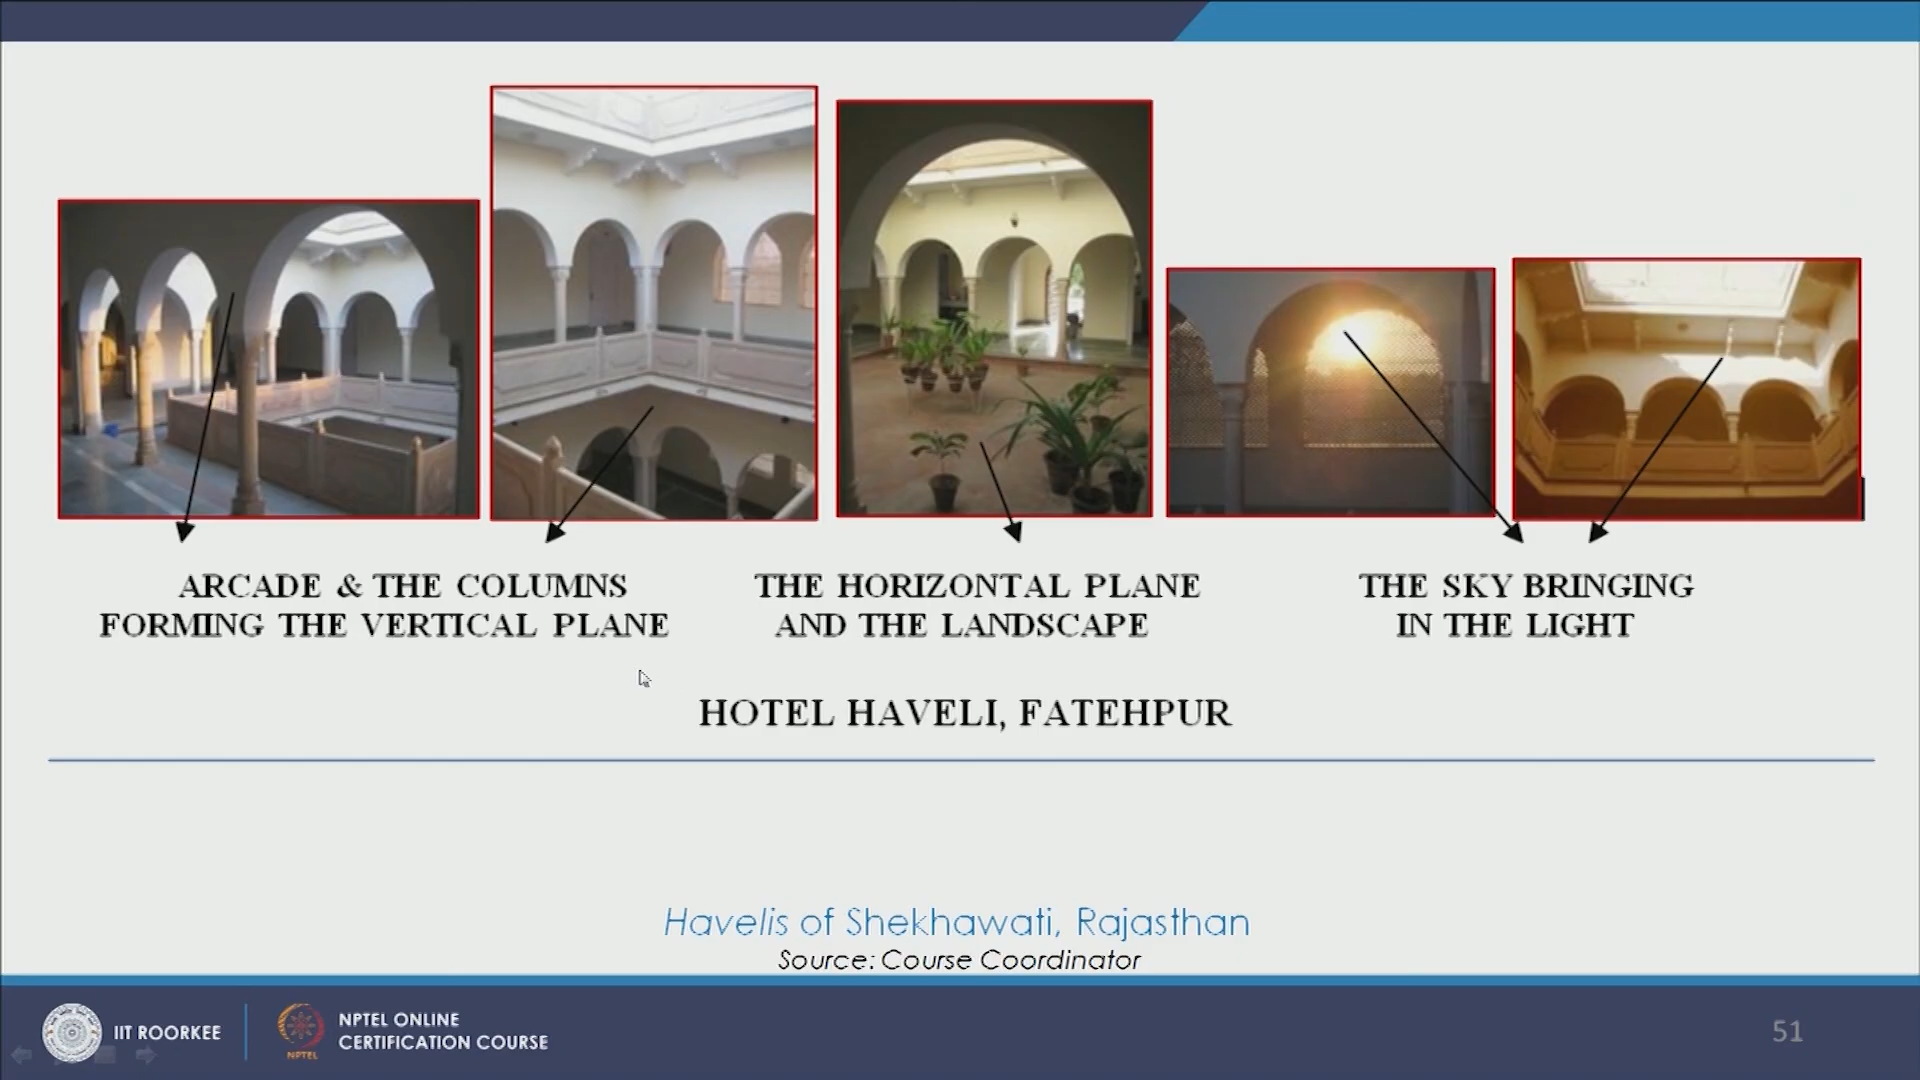 ARCADE & THE COLUMNS
FORMING THE VERTICAL PLANE
THE HORIZONTAL PLANE
AND THE LANDSCAPE
THE SKY BRINGING
IN THE LIGHT
HOTEL HAVELI, FATEHPUR
Havelis of Shekhawati, Rajasthan
Source: Course Coordinator
IIT ROORKEE
NPTEL
NPTEL ONLINE
CERTIFICATION COURSE
51